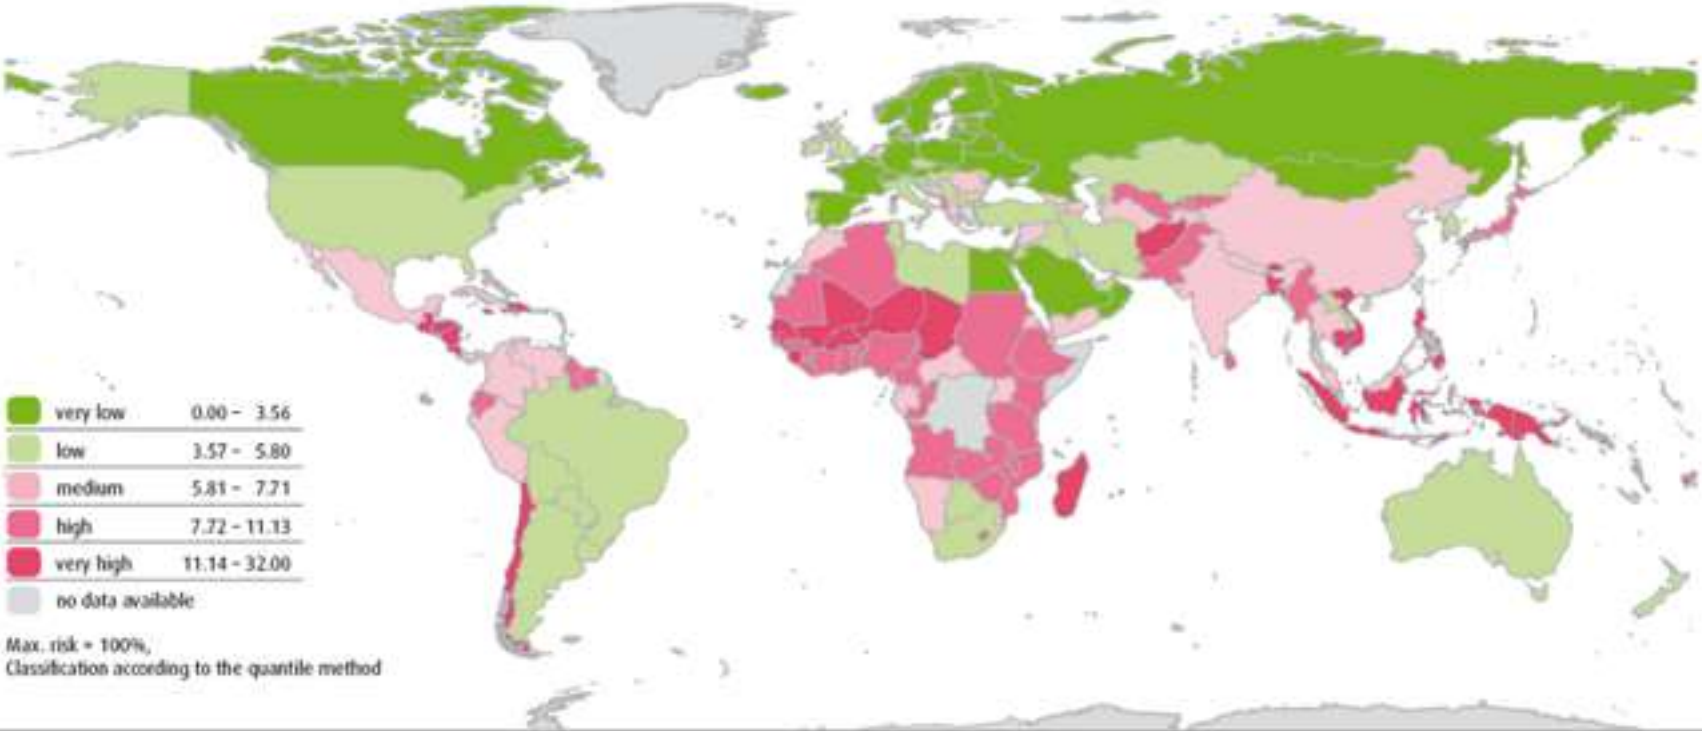 very low 0.00 – 3.56
low 3.57 – 5.80
medium 5.81 – 7.71
high 7.72 – 11.13
very high 11.14 – 32.00
no data available
Max. risk = 100%,
Classification according to the quantile method